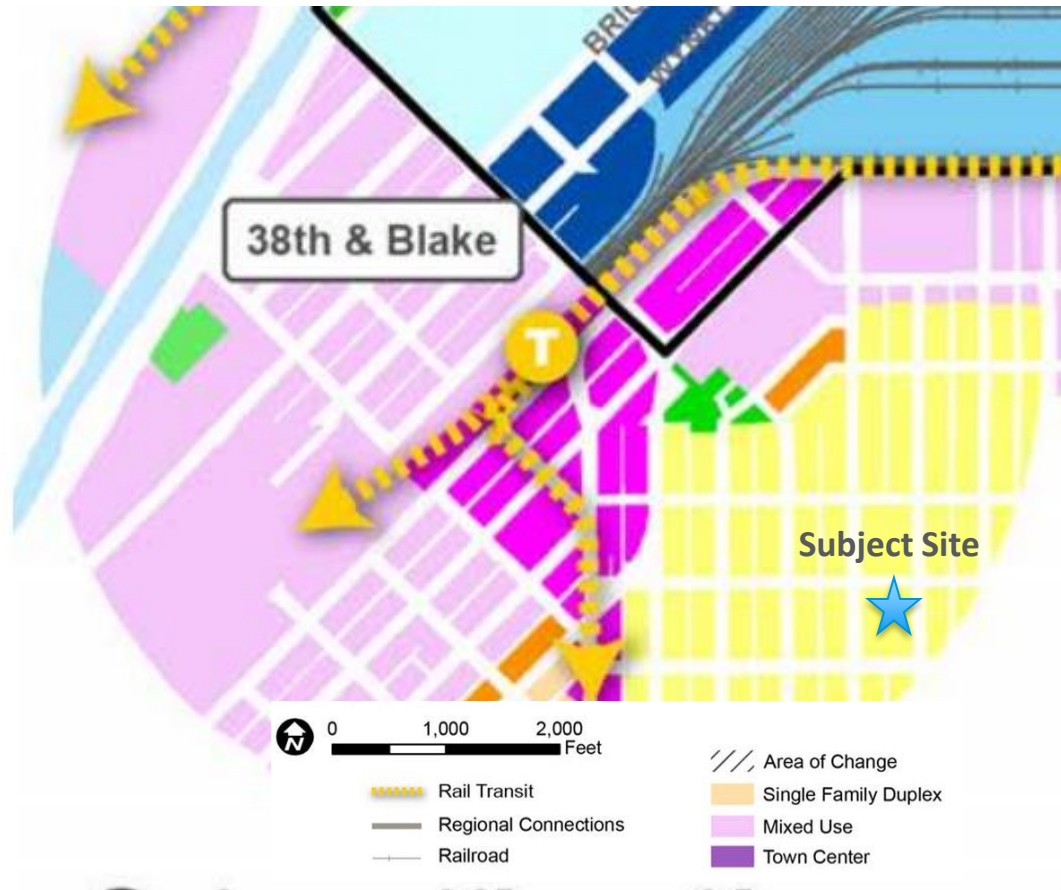 38th & Blake
T
Subject Site
N
0 1,000 2,000
Feet
Rail Transit
Regional Connections
Railroad
Area of Change
Single Family Duplex
Mixed Use
Town Center